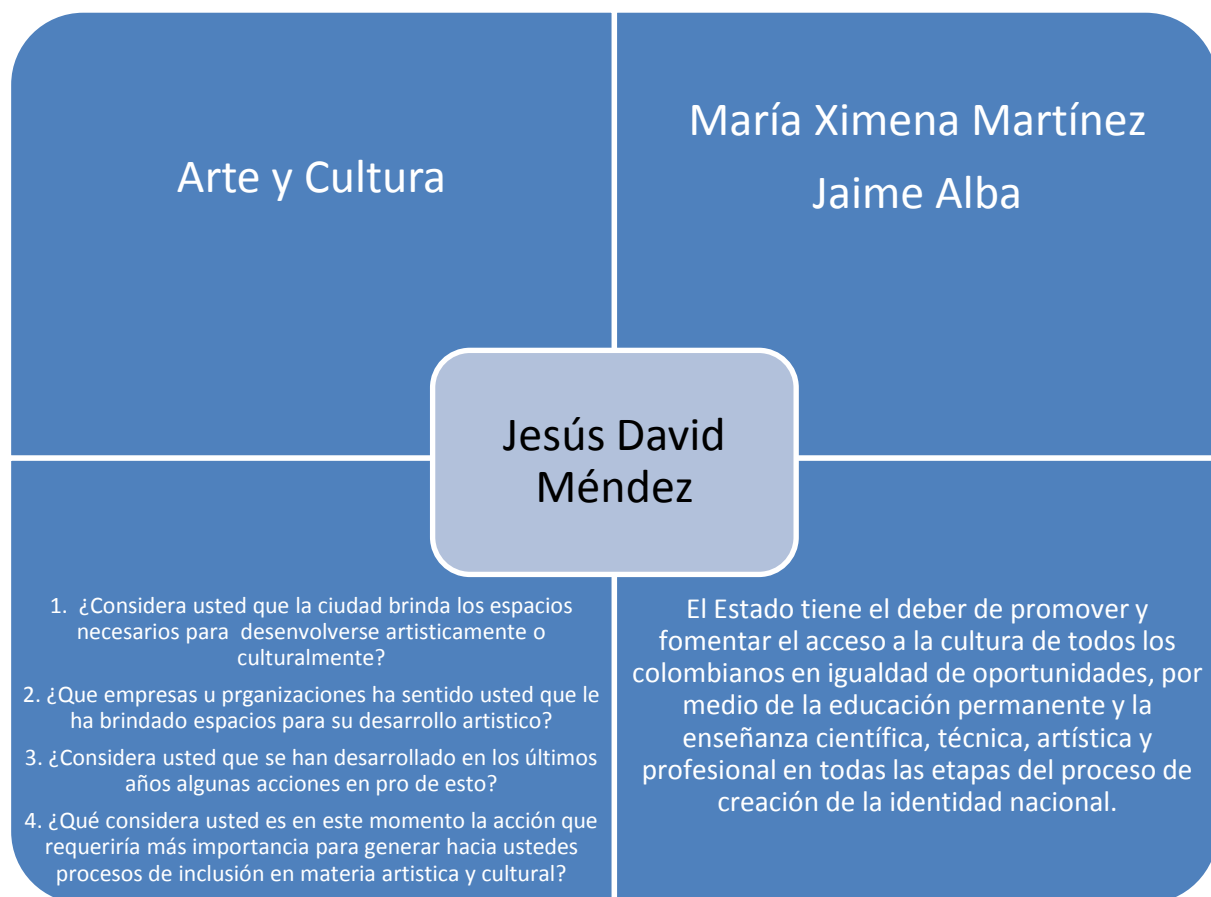 Arte y Cultura
María Ximena Martínez
Jaime Alba
Jesús David
Méndez
1. ¿Considera usted que la ciudad brinda los espacios
necesarios para desenvolverse artisticamente o
culturalmente?
2. ¿Que empresas u prganizaciones ha sentido usted que le
ha brindado espacios para su desarrollo artistico?
3. ¿Considera usted que se han desarrollado en los últimos
años algunas acciones en pro de esto?
4. ¿Qué considera usted es en este momento la acción que
requeriría más importancia para generar hacia ustedes
procesos de inclusión en materia artistica y cultural?
El Estado tiene el deber de promover y
fomentar el acceso a la cultura de todos los
colombianos en igualdad de oportunidades, por
medio de la educación permanente y la
enseñanza científica, técnica, artística y
profesional en todas las etapas del proceso de
creación de la identidad nacional.